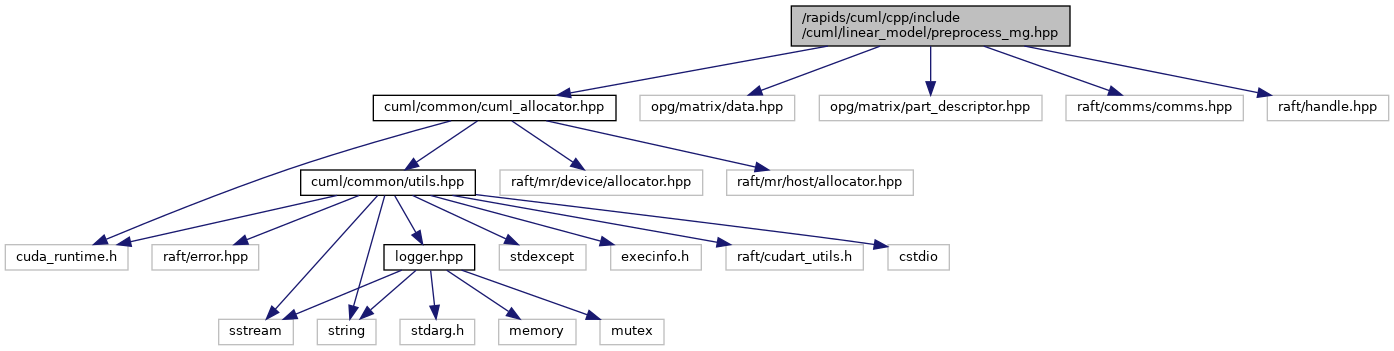 /rapids/cuml/cpp/include
/cuml/linear_model/preprocess_mg.hpp
cuml/common/cuml_allocator.hpp
opg/matrix/data.hpp
opg/matrix/part_descriptor.hpp
raft/comms/comms.hpp
raft/handle.hpp
cuml/common/utils.hpp
raft/mr/device/allocator.hpp
raft/mr/host/allocator.hpp
cuda_runtime.h
raft/error.hpp
logger.hpp
stdexcept
execinfo.h
raft/cudart_utils.h
cstdio
sstream
string
stdarg.h
memory
mutex